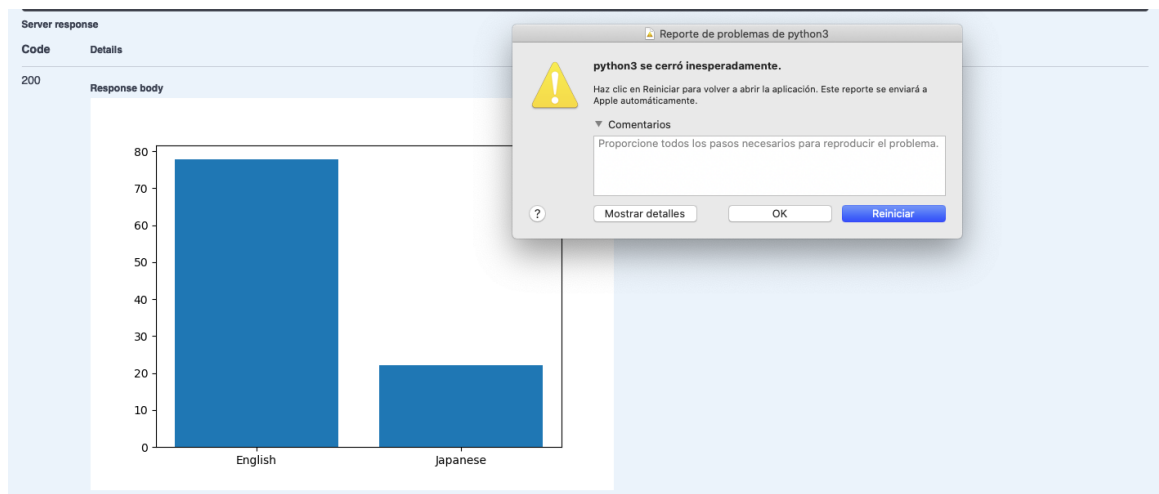 Server response
Code Details
200
Response body
80
70
60
50
40
30
20
10
0
English Japanese
Reporte de problemas de python3
python3 se cerró inesperadamente.
Haz clic en Reiniciar para volver a abrir la aplicación. Este reporte se enviará a
Apple automáticamente.
Comentarios
Proporcione todos los pasos necesarios para reproducir el problema.
? Mostrar detalles OK Reiniciar